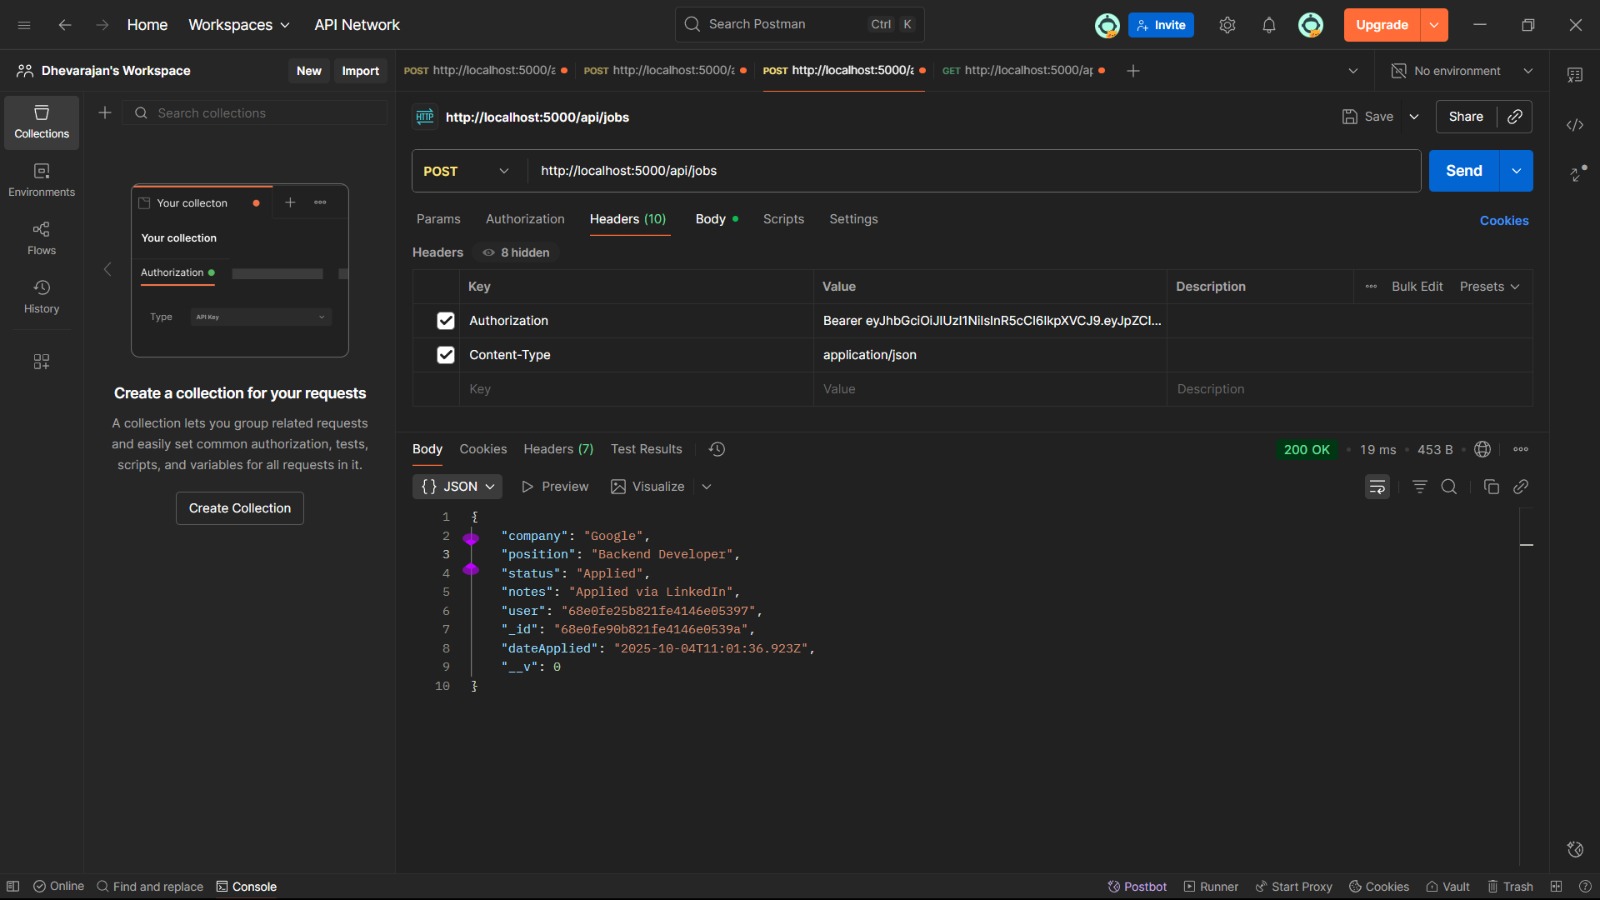 Home Workspaces API Network Search Postman Ctrl K Invite Upgrade
Dhevarajan's Workspace New Import POST http://localhost:5000/a POST http://localhost:5000/a POST http://localhost:5000/a GET http://localhost:5000/ap No environment
Collections
Environments
Flows
History
Search collections
Your collecton
Your collection
Authorization
Type API Key
Create a collection for your requests
A collection lets you group related requests
and easily set common authorization, tests,
scripts, and variables for all requests in it.
Create Collection
HTTP http://localhost:5000/api/jobs Save Share
POST http://localhost:5000/api/jobs Send
Params Authorization Headers (10) Body Scripts Settings Cookies
Headers 8 hidden
Key Value Description Bulk Edit Presets
Authorization Bearer eyJhbGciOiJIUzI1NiIsInR5cCI6IkpXVCJ9.eyJpZCI...
Content-Type application/json
Key Value Description
Body Cookies Headers (7) Test Results 200 OK 19 ms 453 B
{} JSON Preview Visualize
1 {
2 "company": "Google",
3 "position": "Backend Developer",
4 "status": "Applied",
5 "notes": "Applied via LinkedIn",
6 "user": "68e0fe25b821fe4146e05397",
7 "_id": "68e0fe90b821fe4146e0539a",
8 "dateApplied": "2025-10-04T11:01:36.923Z",
9 "__v": 0
10 }
Online Find and replace Console Postbot Runner Start Proxy Cookies Vault Trash